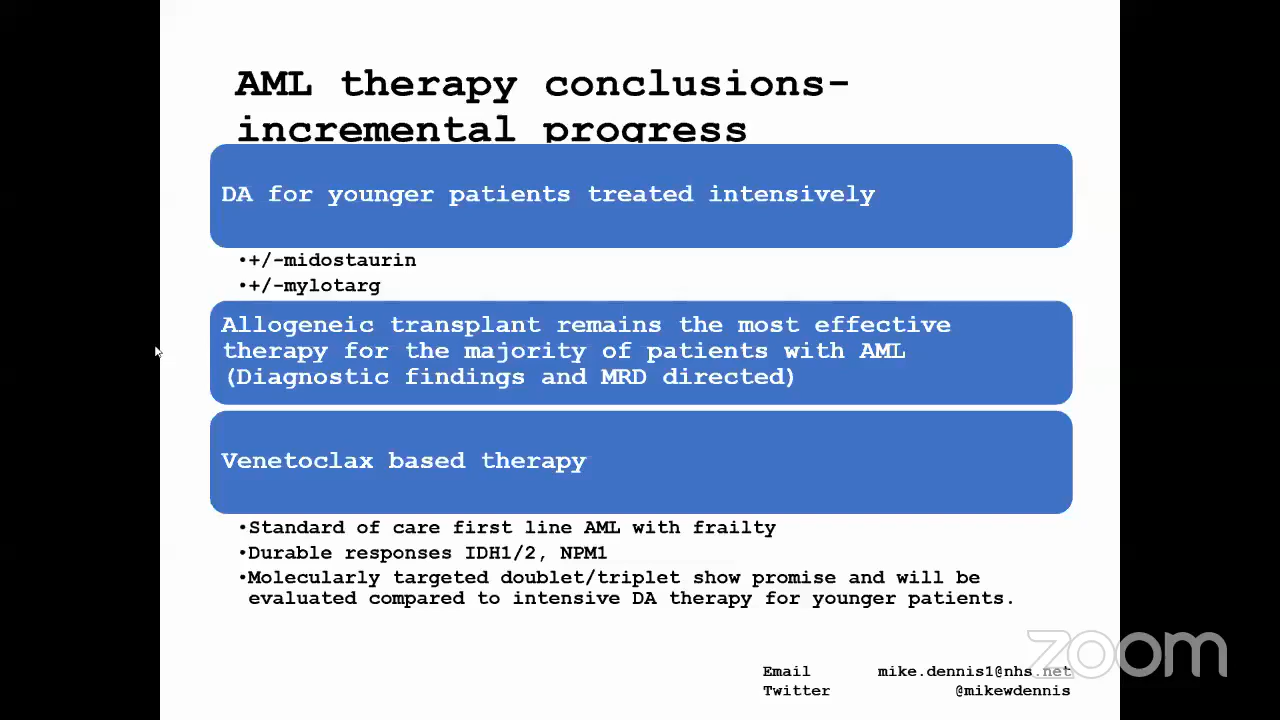 AML therapy conclusions-
incremental progress
DA for younger patients treated intensively
•+/-midostaurin
•+/-mylotarg
Allogeneic transplant remains the most effective
therapy for the majority of patients with AML
(Diagnostic findings and MRD directed)
Venetoclax based therapy
•Standard of care first line AML with frailty
•Durable responses IDH1/2, NPM1
•Molecularly targeted doublet/triplet show promise and will be
evaluated compared to intensive DA therapy for younger patients.
zoom
Email mike.dennis1@nhs.net
Twitter @mikewdennis